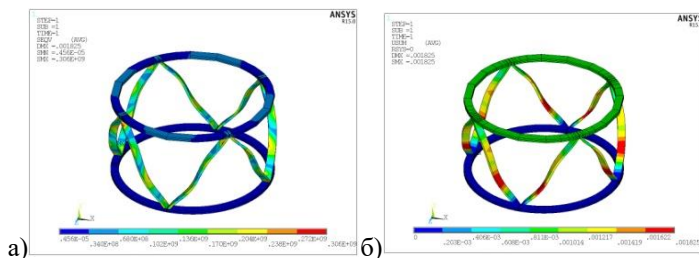 1
STEP=1
SUB =1
TIME=1
SEQV     (AVG)
DMX =.001825
SMN =.456E-05
SMX =.306E+09
ANSYS
X
.456E-05
.340E+08
.680E+08
.102E+09
.136E+09
.170E+09
.204E+09
.238E+09
.272E+09
.306E+09
а)
1
STEP=1
SUB =1
TIME=1
USUM     (AVG)
RSYS=0
DMX =.001825
SMX =.001825
ANSYS
X
0
.203E-03
.406E-03
.608E-03
.811E-03
.001014
.001217
.001419
.001622
.001825
б)